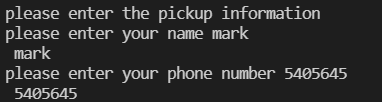 please enter the pickup information
please enter your name mark
 mark
please enter your phone number 5405645
 5405645